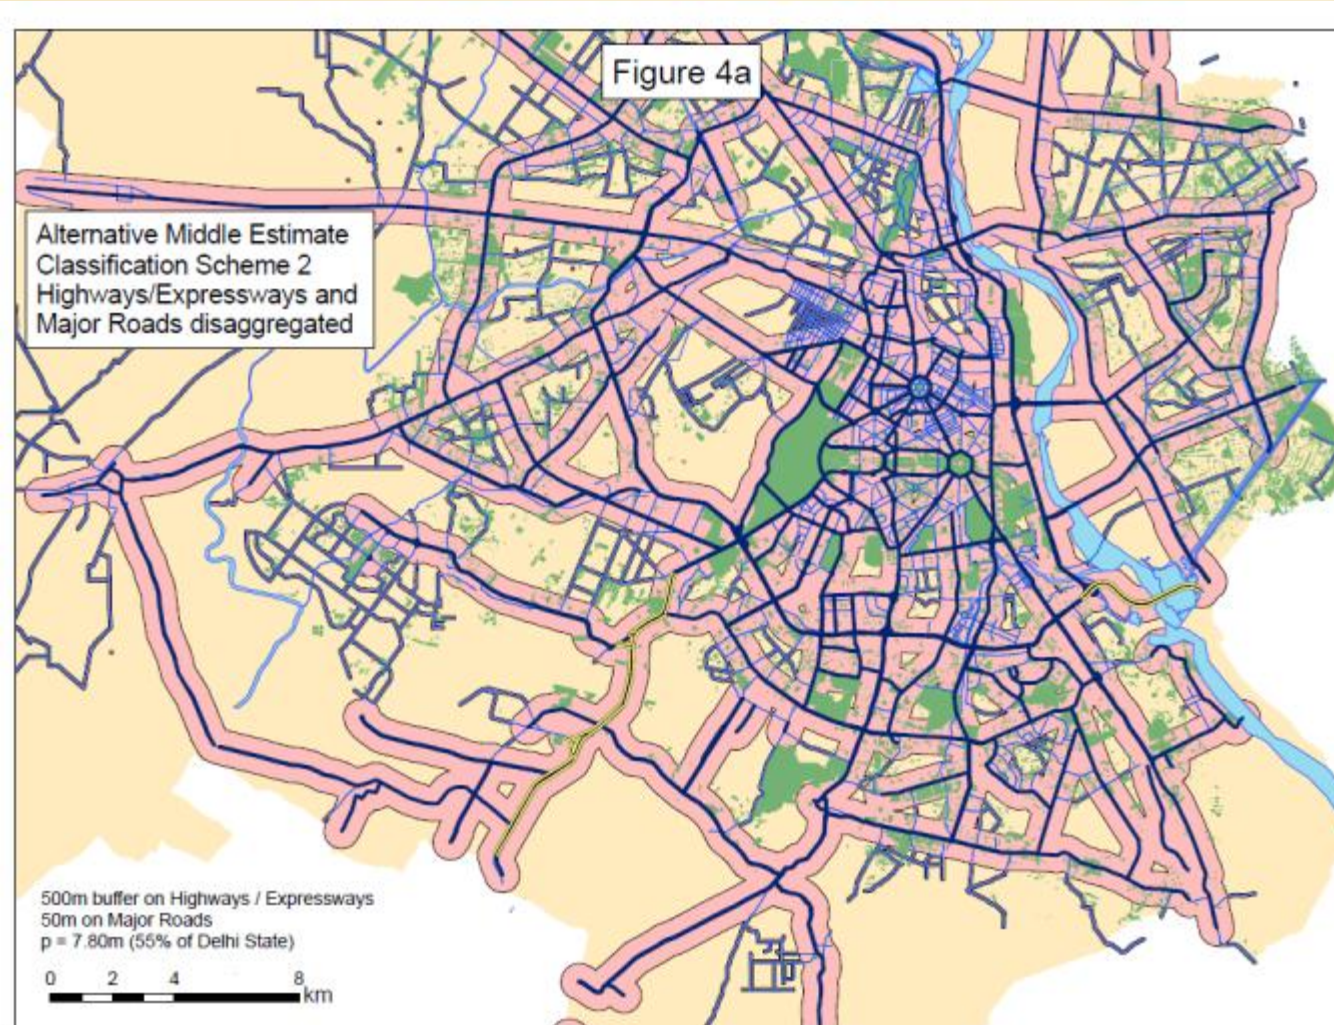 Figure 4a
Alternative Middle Estimate
Classification Scheme 2
Highways/Expressways and
Major Roads disaggregated
500m buffer on Highways / Expressways
50m on Major Roads
p = 7.80m (55% of Delhi State)
0 2 4 8
km